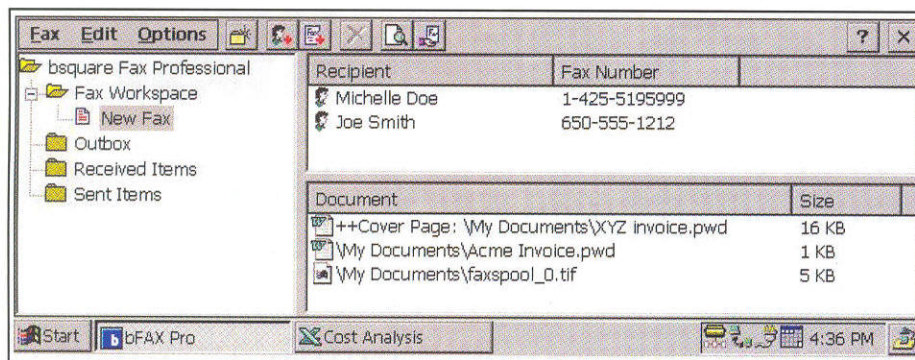 Fax Edit Options ? ×
bsquare Fax Professional
Fax Workspace
New Fax
Outbox
Received Items
Sent Items
Recipient Fax Number
Michelle Doe 1-425-5195999
Joe Smith 650-555-1212
Document Size
++Cover Page: \My Documents\XYZ invoice.pwd 16 KB
\My Documents\Acme Invoice.pwd 1 KB
\My Documents\faxspool_0.tif 5 KB
Start b bFAX Pro Cost Analysis 4:36 PM